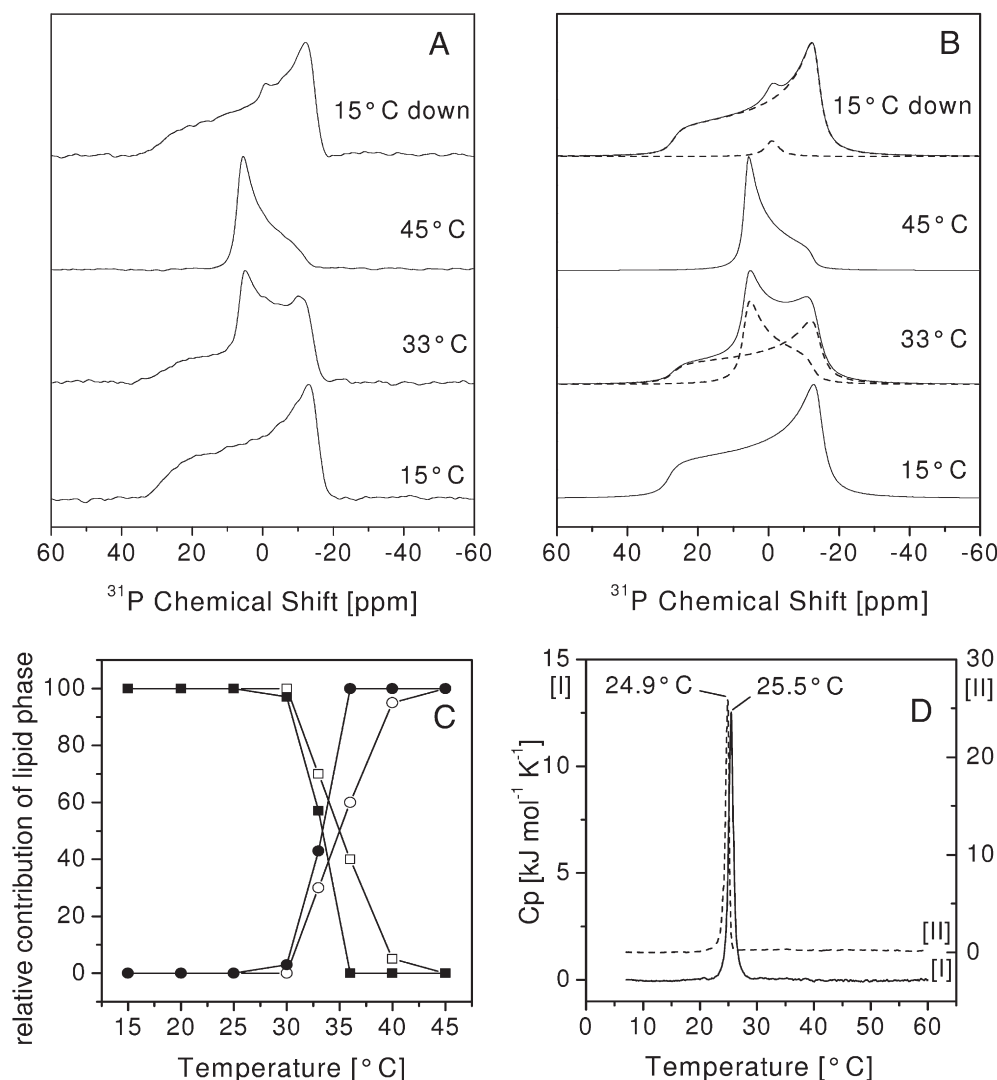 A
15°C down
45°C
33°C
15°C
60 40 20 0 -20 -40 -60
³¹P Chemical Shift [ppm]
B
15°C down
45°C
33°C
15°C
60 40 20 0 -20 -40 -60
³¹P Chemical Shift [ppm]
C
relative contribution of lipid phase
100
80
60
40
20
0
15 20 25 30 35 40 45
Temperature [°C]
D
15
[I]
10
5
0
Cp [kJ mol⁻¹ K⁻¹]
24.9°C
25.5°C
30
[II]
20
10
0
[II]
[I]
0 10 20 30 40 50 60
Temperature [°C]